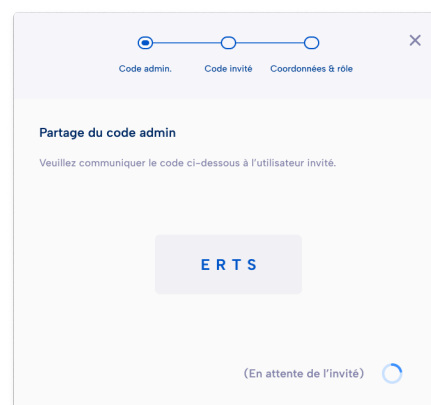 Code admin. Code invité Coordonnées & rôle
Partage du code admin
Veuillez communiquer le code ci-dessous à l'utilisateur invité.
E R T S
(En attente de l'invité)